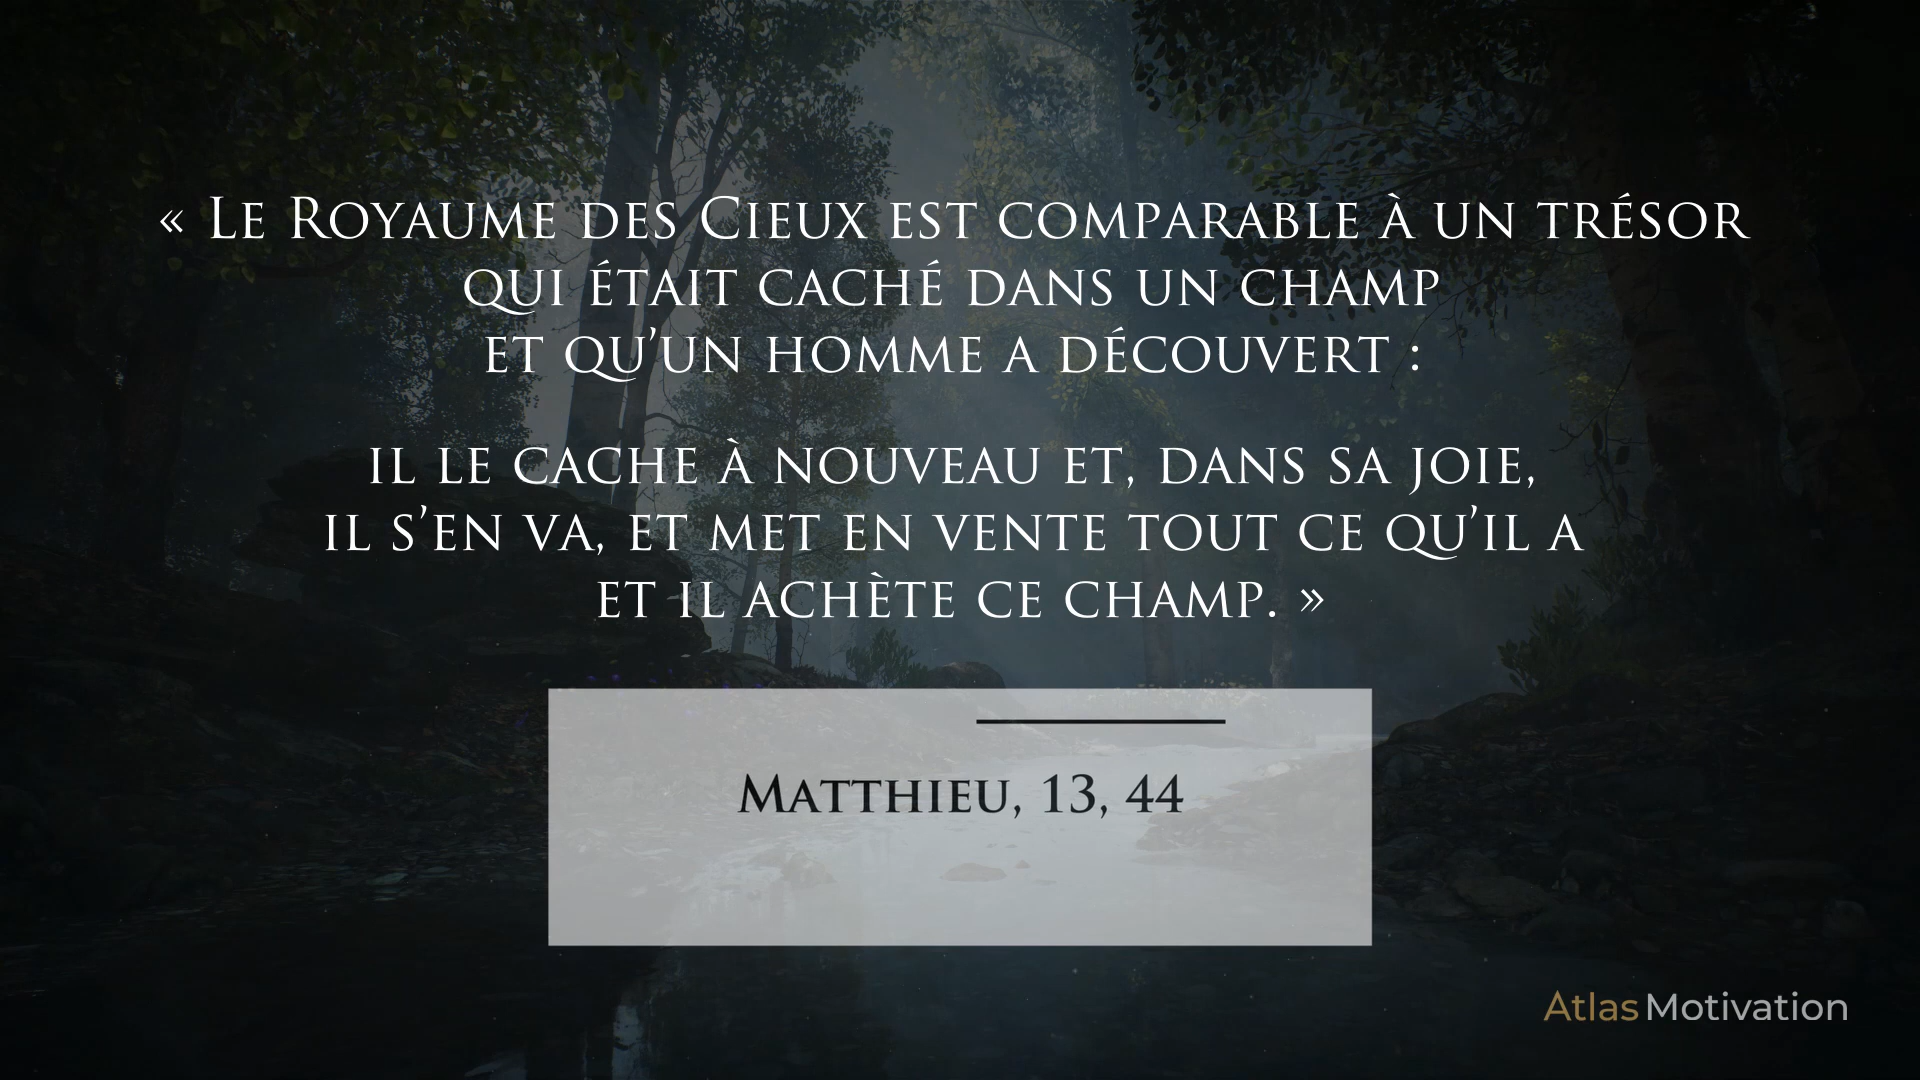 « Le Royaume des Cieux est comparable à un trésor
qui était caché dans un champ
et qu’un homme a découvert :
il le cache à nouveau et, dans sa joie,
il s’en va, et met en vente tout ce qu’il a
et il achète ce champ. »
Matthieu, 13, 44
Atlas Motivation